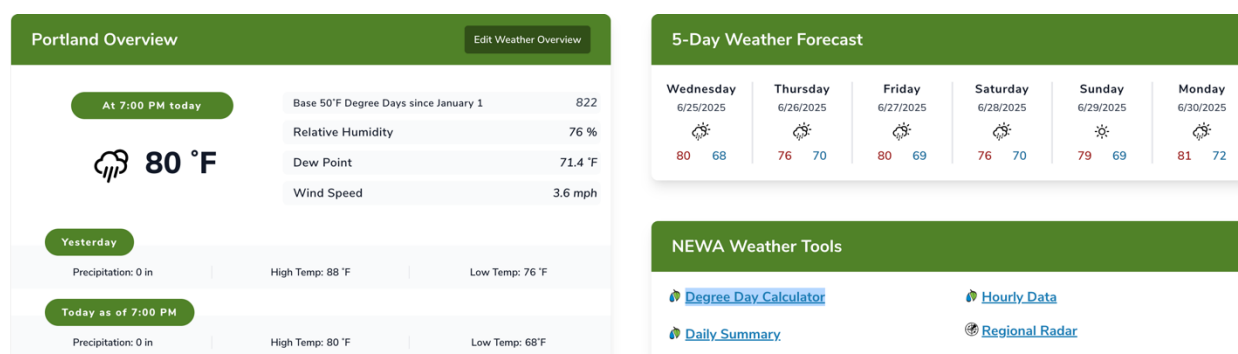 Portland Overview
Edit Weather Overview
At 7:00 PM today
80 °F
Base 50°F Degree Days since January 1 822
Relative Humidity 76 %
Dew Point 71.4 °F
Wind Speed 3.6 mph
Yesterday
Precipitation: 0 in High Temp: 88 °F Low Temp: 76 °F
Today as of 7:00 PM
Precipitation: 0 in High Temp: 80 °F Low Temp: 68°F
5-Day Weather Forecast
Wednesday Thursday Friday Saturday Sunday Monday
6/25/2025 6/26/2025 6/27/2025 6/28/2025 6/29/2025 6/30/2025
80 68 76 70 80 69 76 70 79 69 81 72
NEWA Weather Tools
Degree Day Calculator Hourly Data
Daily Summary Regional Radar